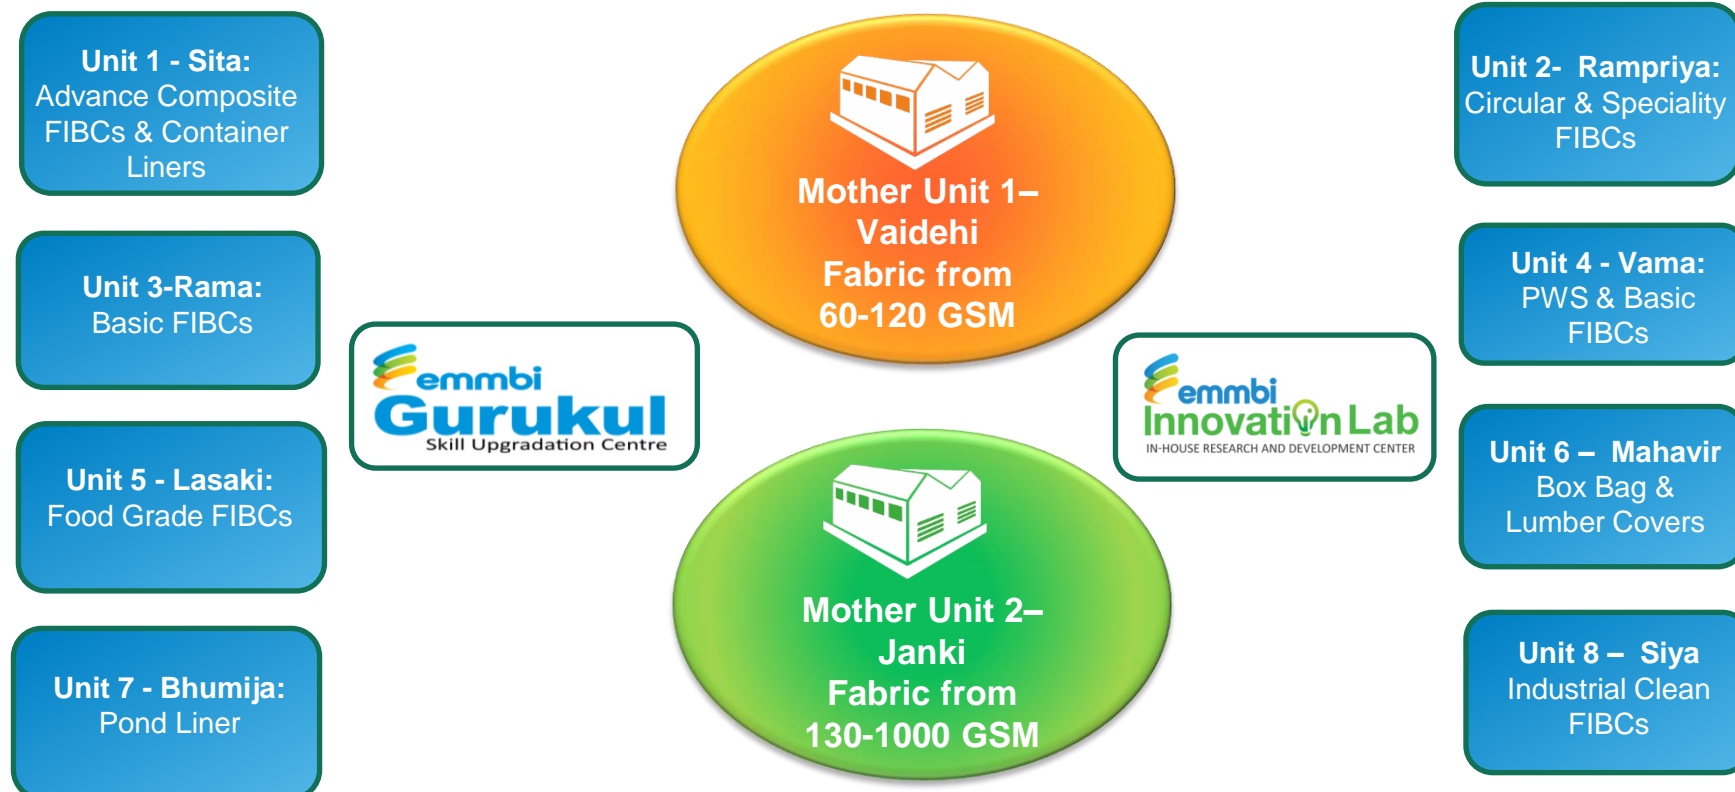 Unit 1 - Sita:
Advance Composite
FIBCs & Container
Liners
Unit 3-Rama:
Basic FIBCs
Unit 5 - Lasaki:
Food Grade FIBCs
Unit 7 - Bhumija:
Pond Liner
emmbi
Gurukul
Skill Upgradation Centre
Mother Unit 1–
Vaidehi
Fabric from
60-120 GSM
Mother Unit 2–
Janki
Fabric from
130-1000 GSM
emmbi
Innovation Lab
IN-HOUSE RESEARCH AND DEVELOPMENT CENTER
Unit 2- Rampriya:
Circular & Speciality
FIBCs
Unit 4 - Vama:
PWS & Basic
FIBCs
Unit 6 – Mahavir
Box Bag &
Lumber Covers
Unit 8 – Siya
Industrial Clean
FIBCs